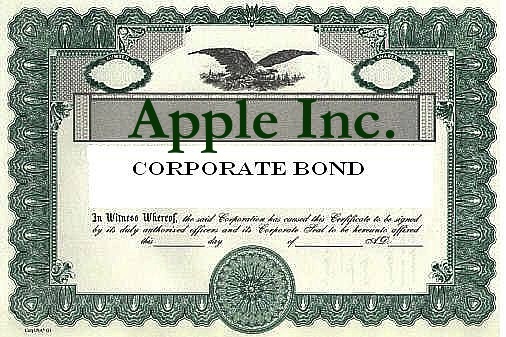 Apple Inc.
CORPORATE BOND
In Witness Whereof, the said Corporation has caused this Certificate to be signed
by its duly authorized officers and its Corporate Seal to be hereunto affixed
this day of A.D.